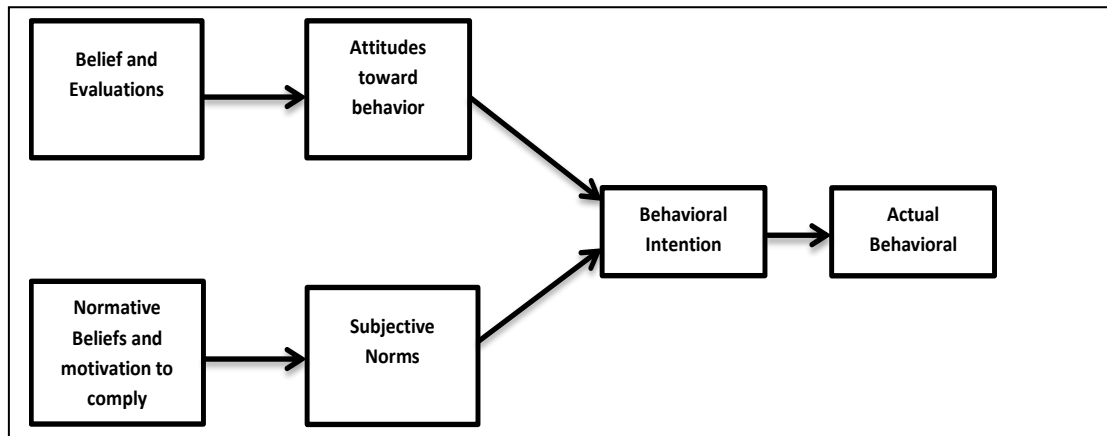 Belief and
Evaluations
Attitudes
toward
behavior
Behavioral
Intention
Actual
Behavioral
Normative
Beliefs and
motivation to
comply
Subjective
Norms